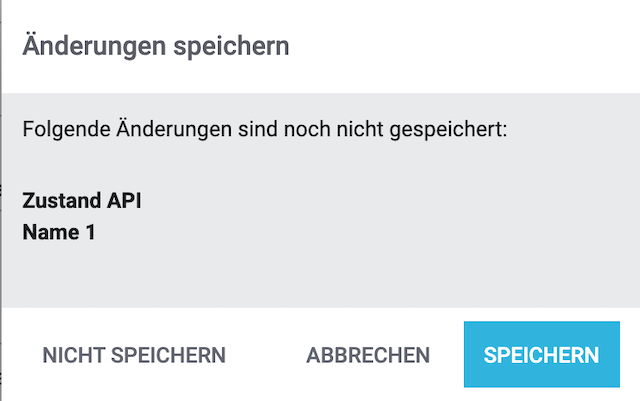 Änderungen speichern
Folgende Änderungen sind noch nicht gespeichert:
Zustand API
Name 1
NICHT SPEICHERN ABBRECHEN SPEICHERN